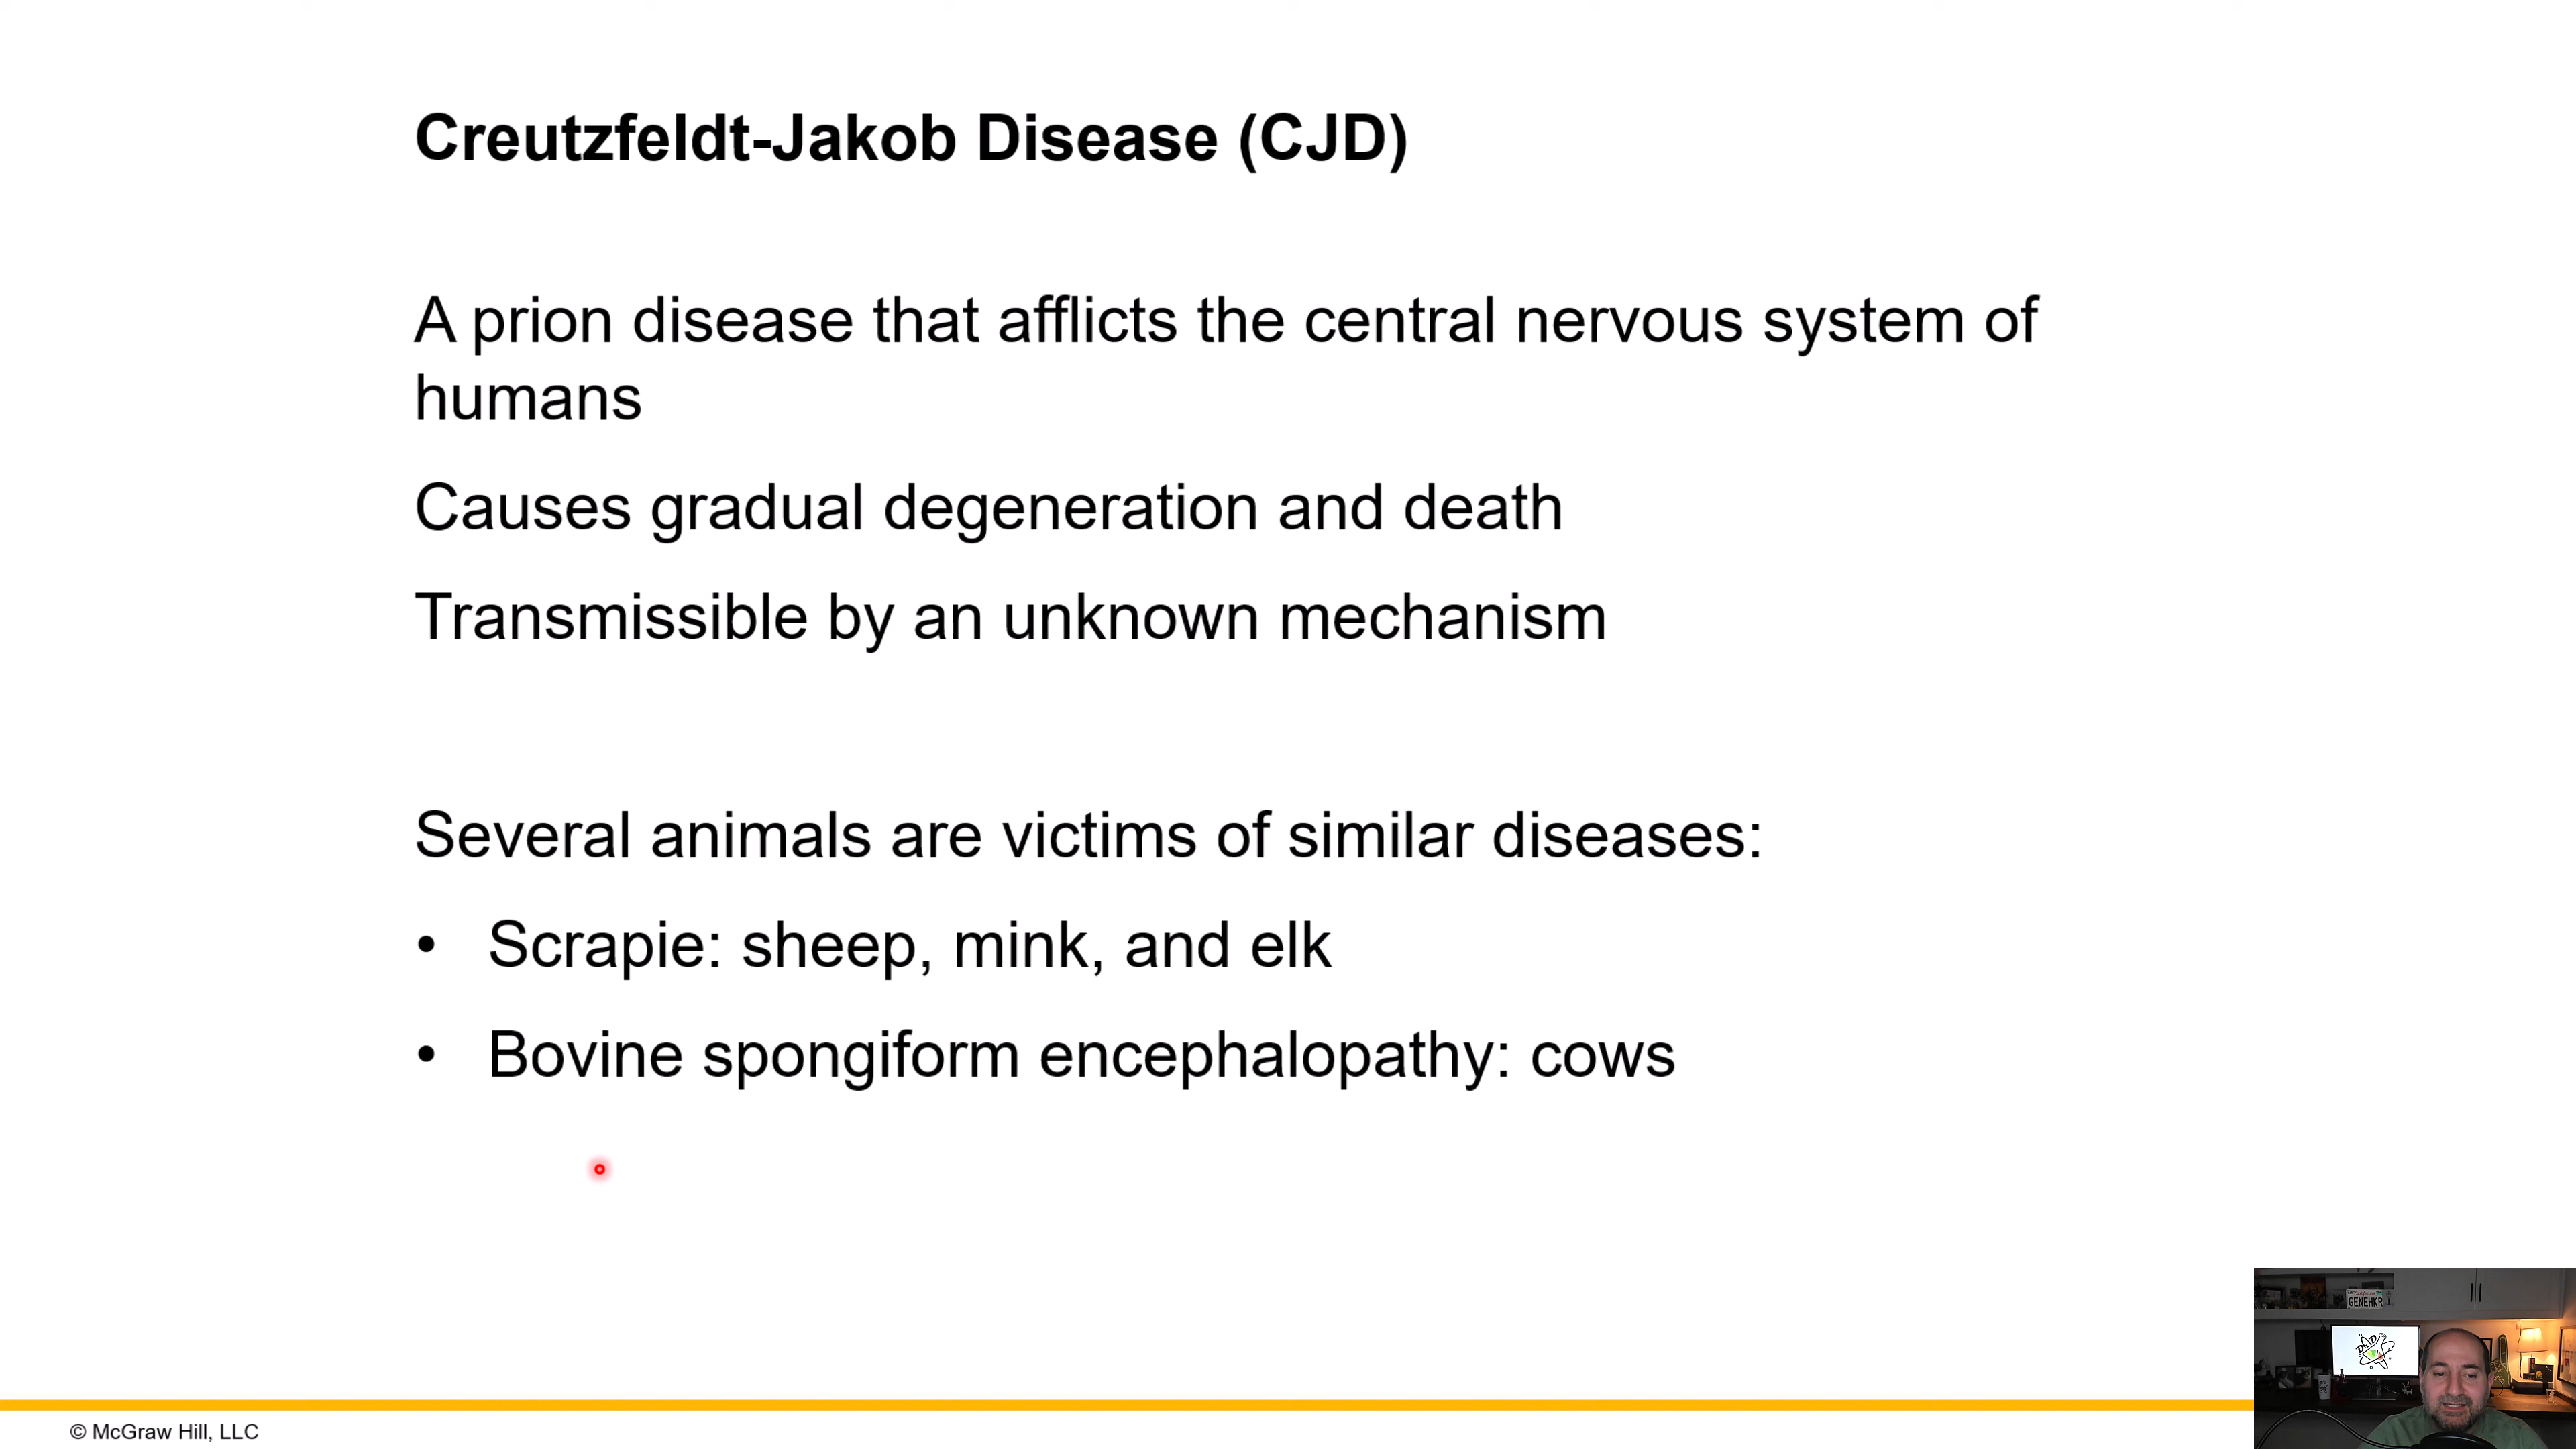 Creutzfeldt-Jakob Disease (CJD)
A prion disease that afflicts the central nervous system of
humans
Causes gradual degeneration and death
Transmissible by an unknown mechanism
Several animals are victims of similar diseases:
• Scrapie: sheep, mink, and elk
• Bovine spongiform encephalopathy: cows
© McGraw Hill, LLC
GENEHKR